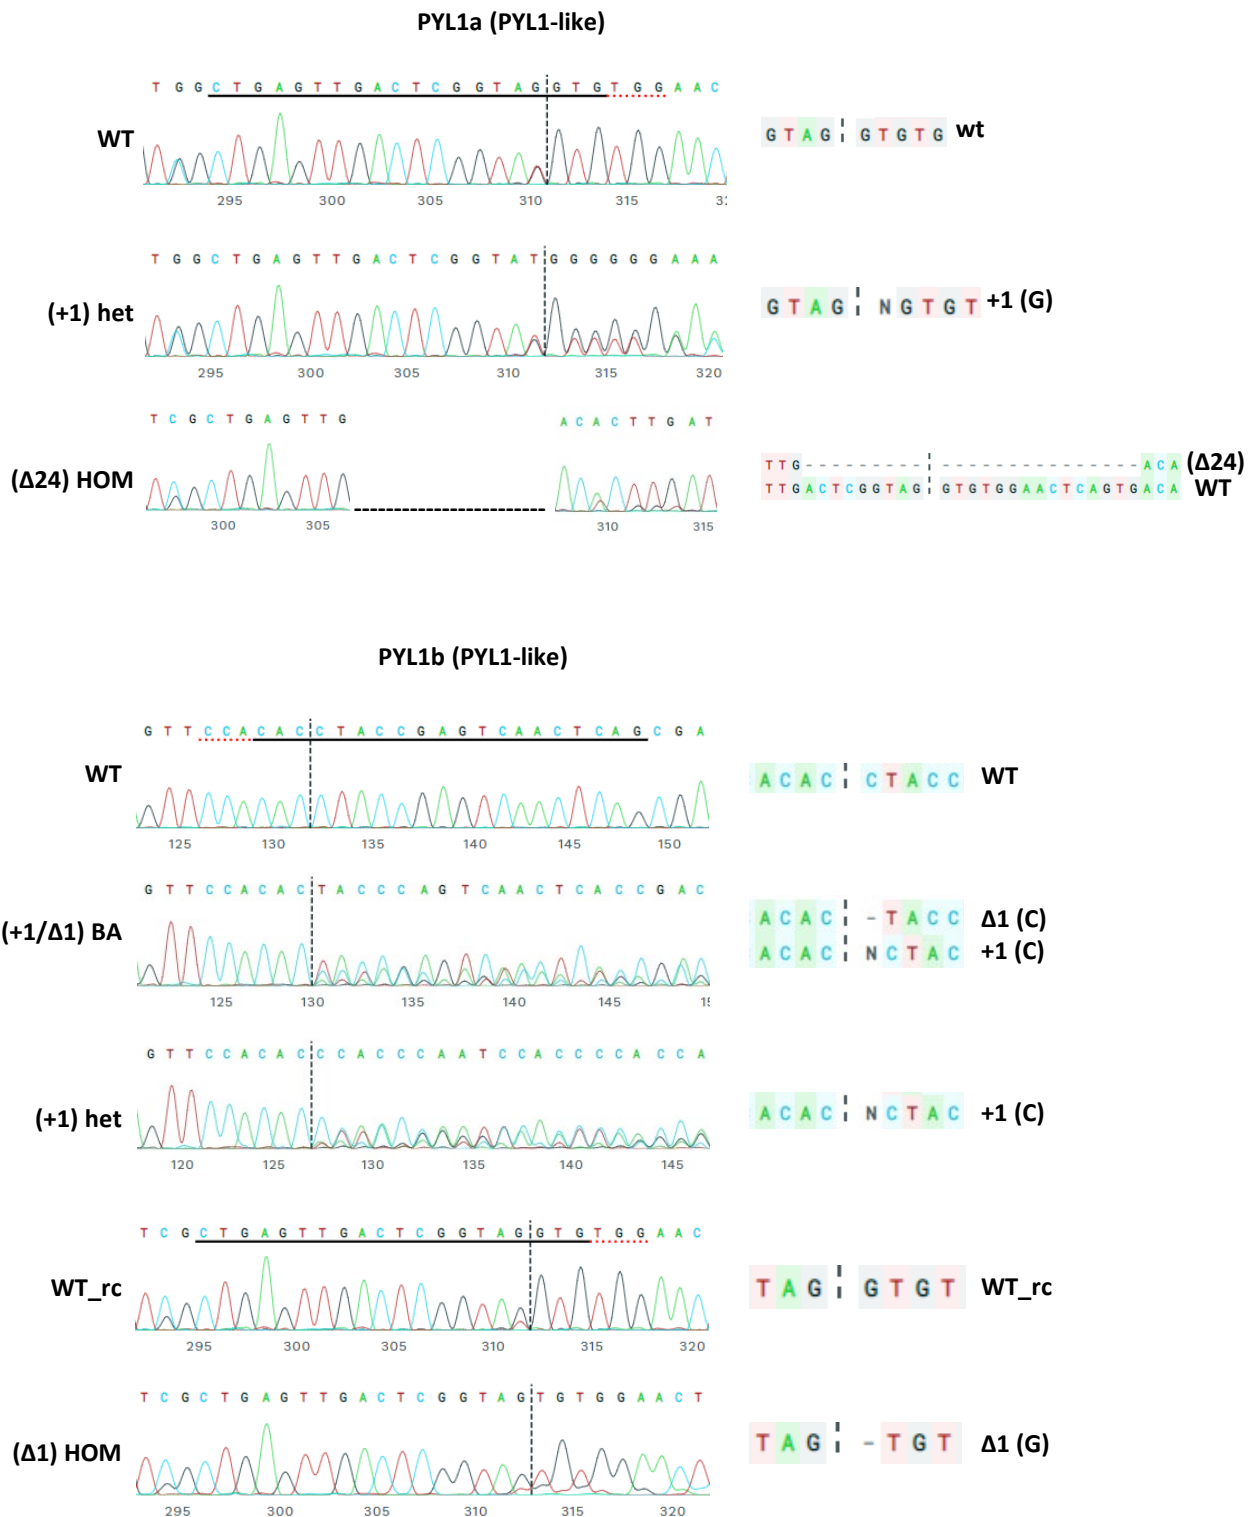 PYL1a (PYL1-like)
T G G C T G A G T T G A C T C G G T A G G T G T G G A A C
WT
295 300 305 310 315 32
G T A G ¦ G T G T G wt
T G G C T G A G T T G A C T C G G T A T G G G G G G A A A
(+1) het
295 300 305 310 315 320
G T A G ¦ N G T G T +1 (G)
T C G C T G A G T T G A C A C T T G A T
(Δ24) HOM
300 305 310 315
T T G - - - - - - - - - ¦ - - - - - - - - - - - - - - - A C A (Δ24)
T T G A C T C G G T A G ¦ G T G T G G A A C T C A G T G A C A WT
PYL1b (PYL1-like)
G T T C C A C A C C T A C C G A G T C A A C T C A G C G A
WT
125 130 135 140 145 150
A C A C ¦ C T A C C WT
G T T C C A C A C T A C C C A G T C A A C T C A C C G A C
(+1/Δ1) BA
125 130 135 140 145 15
A C A C ¦ - T A C C Δ1 (C)
A C A C ¦ N C T A C +1 (C)
G T T C C A C A C C C A C C C A A T C C A C C C C A C C A
(+1) het
120 125 130 135 140 145
A C A C ¦ N C T A C +1 (C)
T C G C T G A G T T G A C T C G G T A G G T G T G G A A C
WT_rc
295 300 305 310 315 320
T A G ¦ G T G T WT_rc
T C G C T G A G T T G A C T C G G T A G T G T G G A A C T
(Δ1) HOM
295 300 305 310 315 320
T A G ¦ - T G T Δ1 (G)